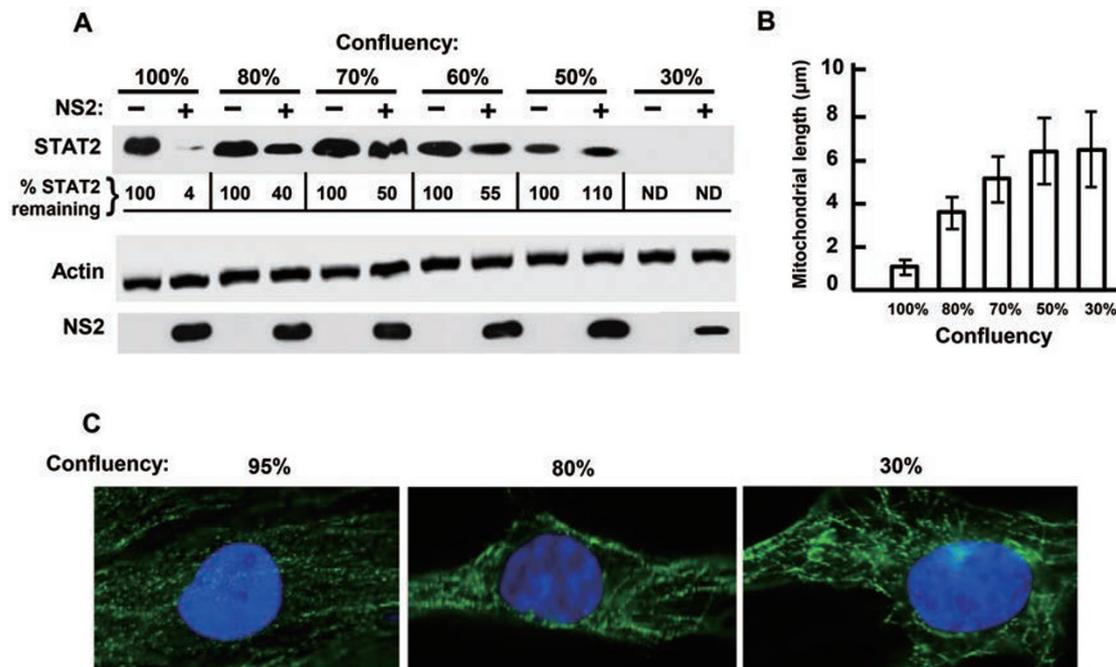 A
Confluency:
100% 80% 70% 60% 50% 30%
NS2: – + – + – + – + – + – +
STAT2
% STAT2 remaining } 100 4 100 40 100 50 100 55 100 110 ND ND
Actin
NS2
B
Mitochondrial length (µm)
10
8
6
4
2
0
100% 80% 70% 50% 30%
Confluency
C
Confluency: 95% 80% 30%